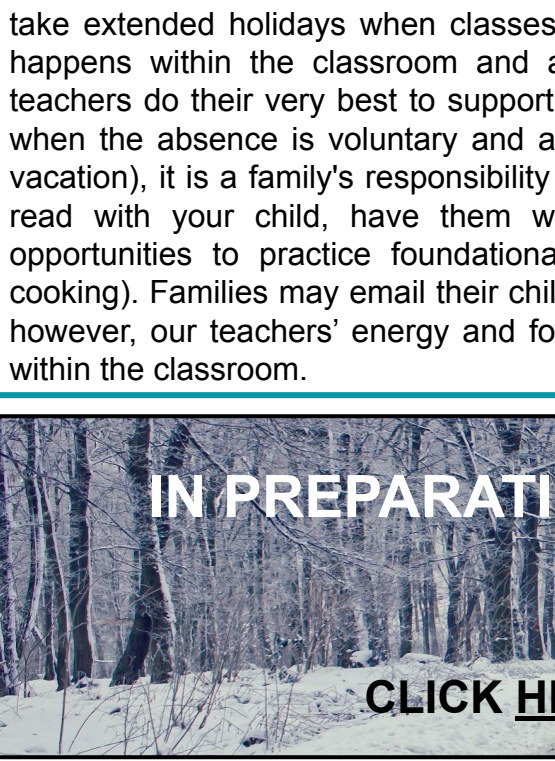 take extended holidays when classes
happens within the classroom and a
teachers do their very best to support
when the absence is voluntary and a
vacation), it is a family's responsibility
read with your child, have them w
opportunities to practice foundationa
cooking). Families may email their chil
however, our teachers’ energy and fo
within the classroom.
IN PREPARATI
CLICK HE